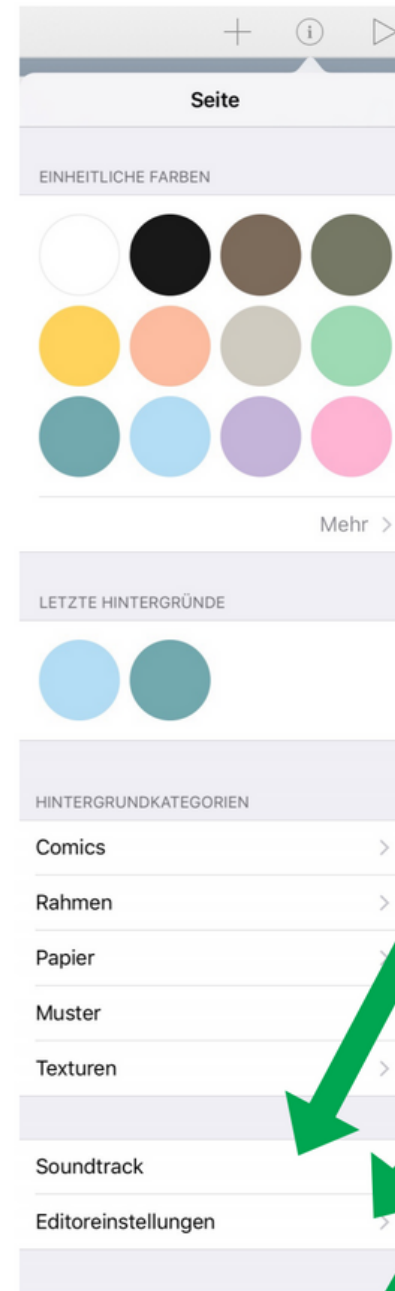 Seite
EINHEITLICHE FARBEN
Mehr
LETZTE HINTERGRÜNDE
HINTERGRUNDKATEGORIEN
Comics
Rahmen
Papier
Muster
Texturen
Soundtrack
Editoreinstellungen